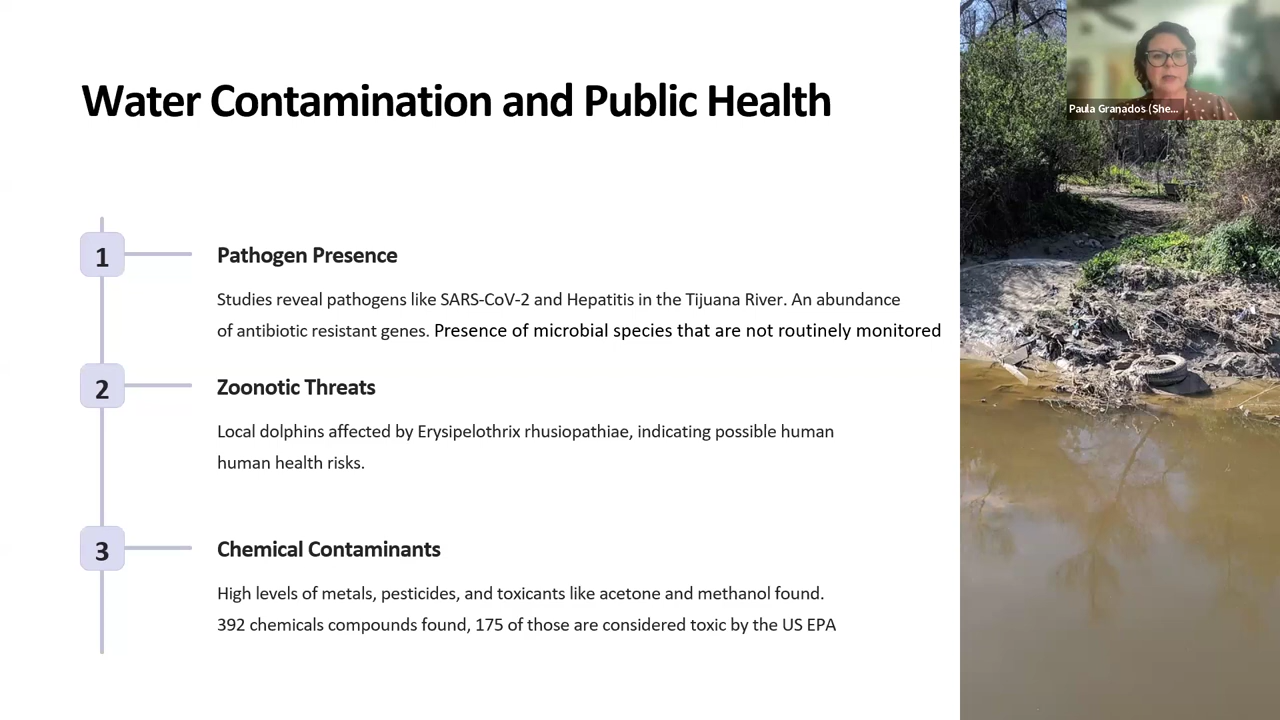 Water Contamination and Public Health
Paula Granados (She...
1
Pathogen Presence
Studies reveal pathogens like SARS-CoV-2 and Hepatitis in the Tijuana River. An abundance
of antibiotic resistant genes. Presence of microbial species that are not routinely monitored
2
Zoonotic Threats
Local dolphins affected by Erysipelothrix rhusiopathiae, indicating possible human
human health risks.
3
Chemical Contaminants
High levels of metals, pesticides, and toxicants like acetone and methanol found.
392 chemicals compounds found, 175 of those are considered toxic by the US EPA